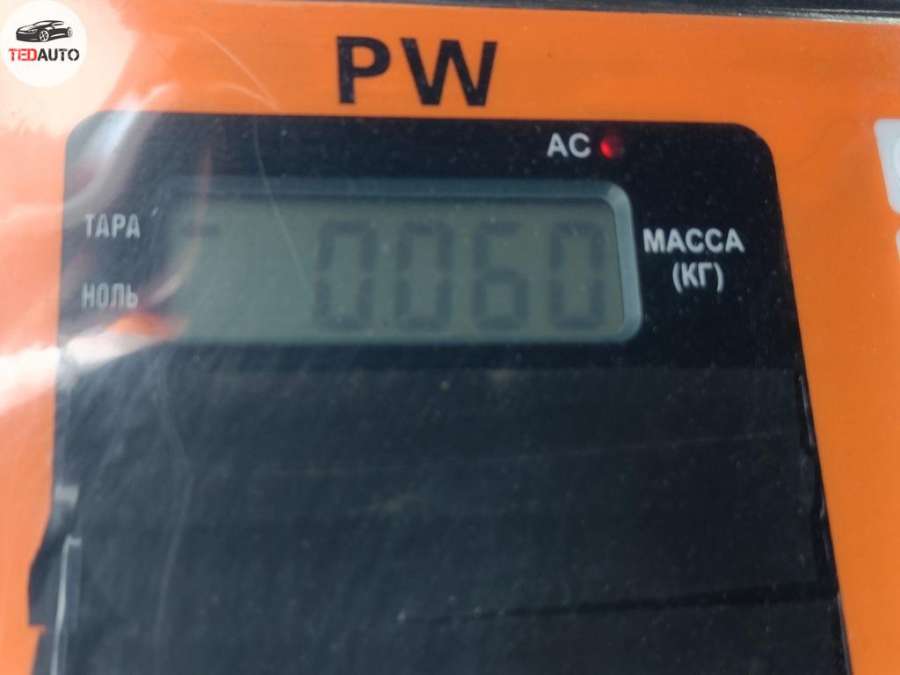 TEDAUTO
PW
AC
ТАРА
0060
МАССА
(КГ)
НОЛЬ